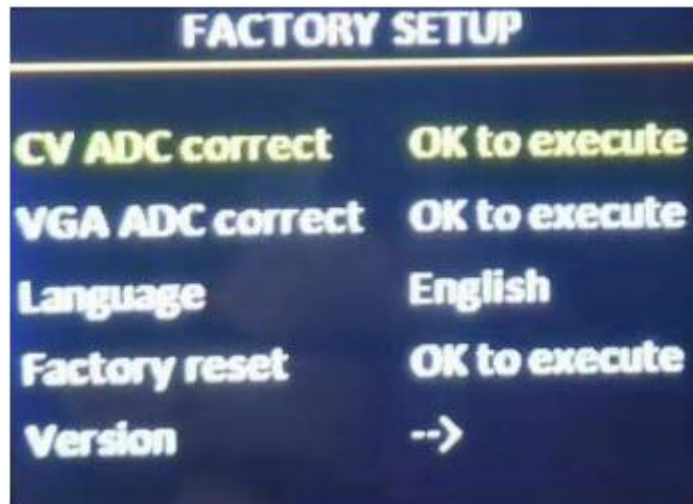 FACTORY SETUP
CV ADC correct OK to execute
VGA ADC correct OK to execute
Language English
Factory reset OK to execute
Version -->